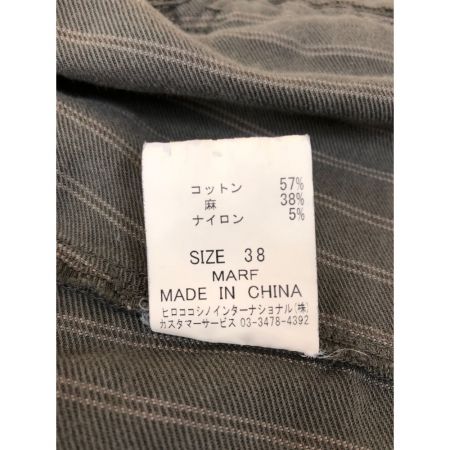 コットン 57%
麻 38%
ナイロン 5%
SIZE 38
MARF
MADE IN CHINA
ヒロココシノインターナショナル(株)
カスタマーサービス 03-3478-4392